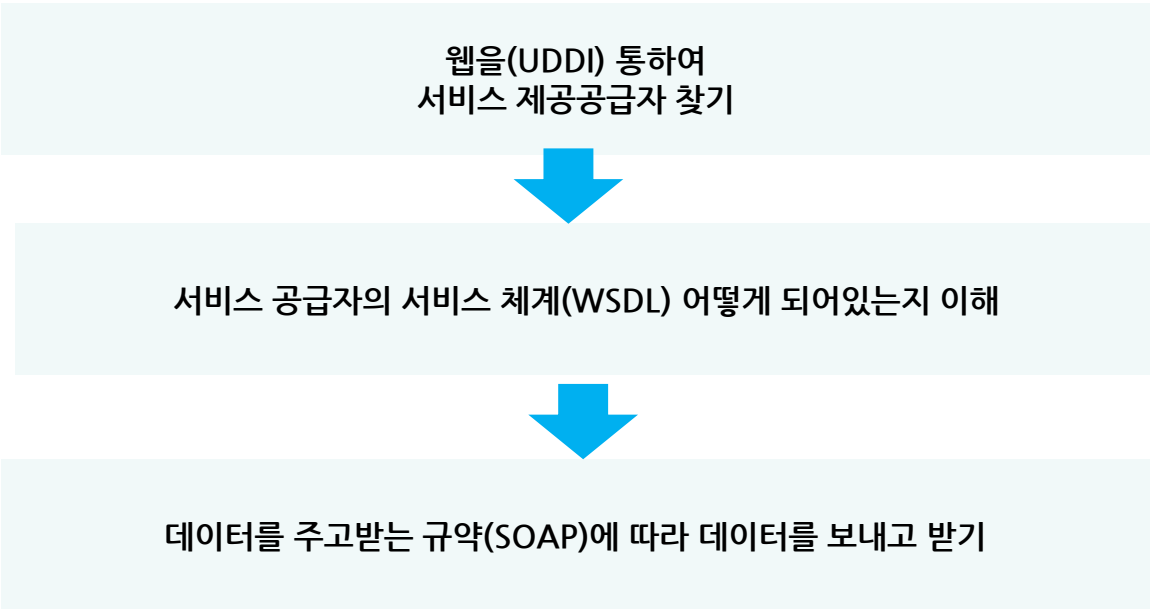 웹을(UDDI) 통하여
서비스 제공공급자 찾기
서비스 공급자의 서비스 체계(WSDL) 어떻게 되어있는지 이해
데이터를 주고받는 규약(SOAP)에 따라 데이터를 보내고 받기